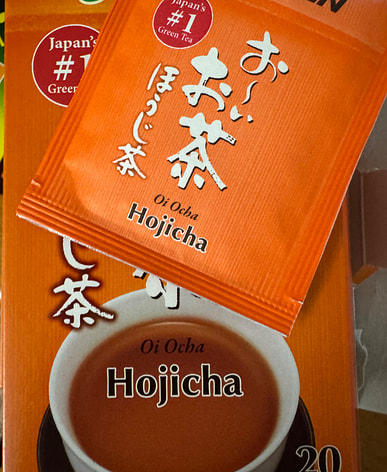 Japan's
#1
Green Tea
お～いお茶
ほうじ茶
Oi Ocha
Hojicha
Japan's
#1
Green
じ茶
Oi Ocha
Hojicha
20